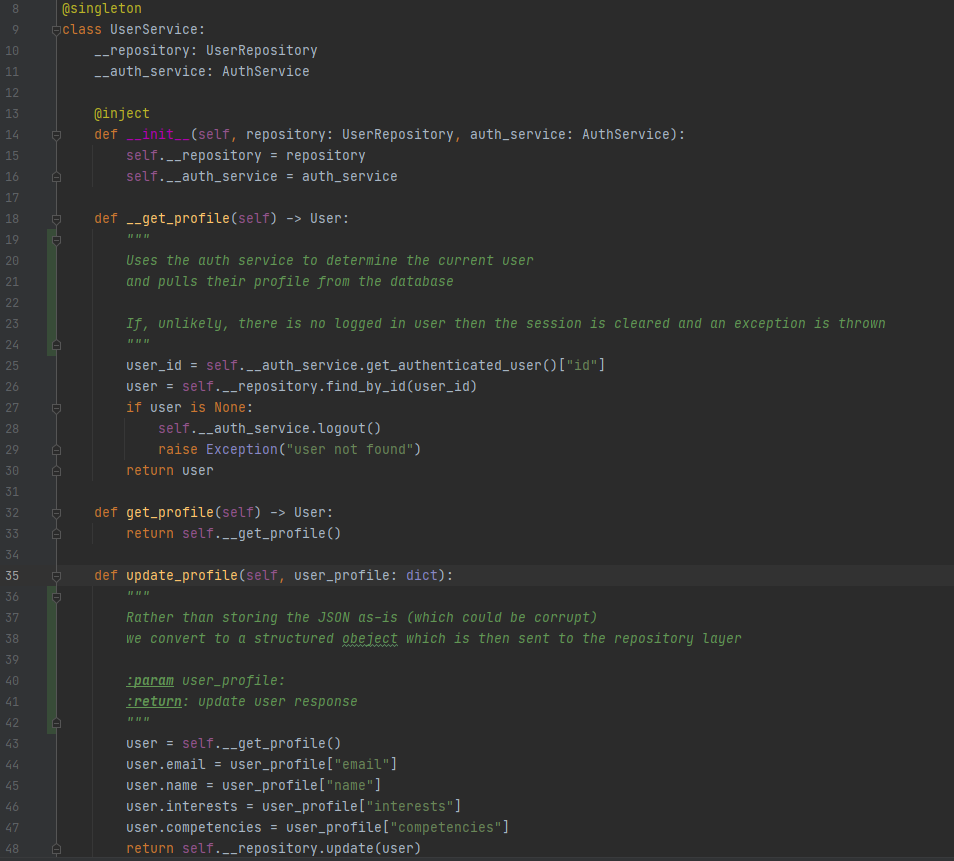 8 @singleton
9 class UserService:
10     __repository: UserRepository
11     __auth_service: AuthService
12
13     @inject
14     def __init__(self, repository: UserRepository, auth_service: AuthService):
15         self.__repository = repository
16         self.__auth_service = auth_service
17
18     def __get_profile(self) -> User:
19         """
20         Uses the auth service to determine the current user
21         and pulls their profile from the database
22
23         If, unlikely, there is no logged in user then the session is cleared and an exception is thrown
24         """
25         user_id = self.__auth_service.get_authenticated_user()["id"]
26         user = self.__repository.find_by_id(user_id)
27         if user is None:
28             self.__auth_service.logout()
29             raise Exception("user not found")
30         return user
31
32     def get_profile(self) -> User:
33         return self.__get_profile()
34
35     def update_profile(self, user_profile: dict):
36         """
37         Rather than storing the JSON as-is (which could be corrupt)
38         we convert to a structured obeject which is then sent to the repository layer
39
40         :param user_profile:
41         :return: update user response
42         """
43         user = self.__get_profile()
44         user.email = user_profile["email"]
45         user.name = user_profile["name"]
46         user.interests = user_profile["interests"]
47         user.competencies = user_profile["competencies"]
48         return self.__repository.update(user)